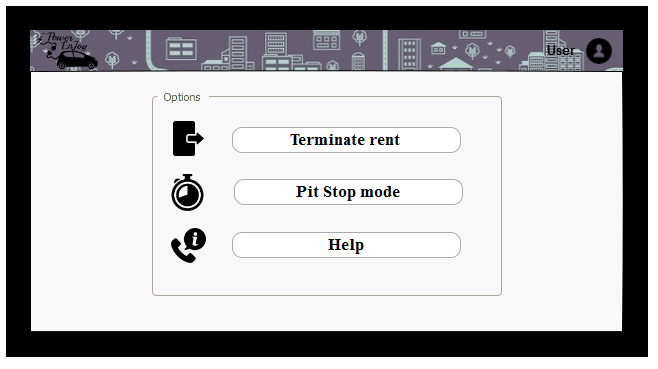 Power
Enjoy
User
Options
Terminate rent
Pit Stop mode
Help